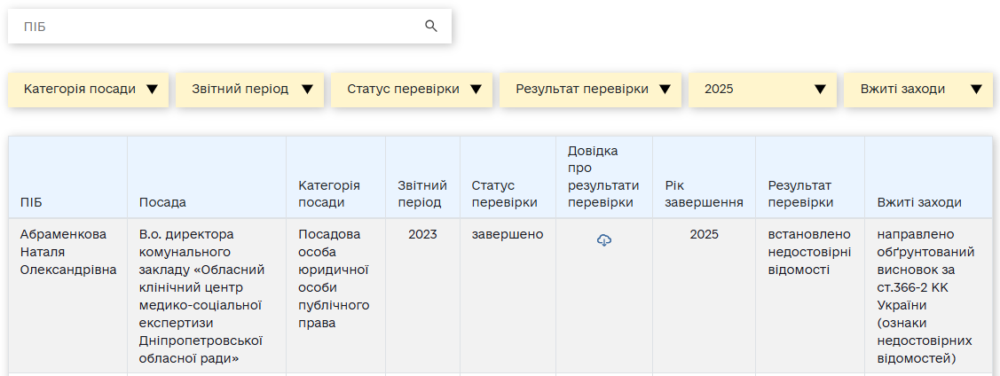 ПІБ
Категорія посади
Звітний період
Статус перевірки
Результат перевірки
2025
Вжиті заходи
ПІБ
Посада
Категорія
посади
Звітний
період
Статус
перевірки
Довідка
про
результати
перевірки
Рік
завершення
Результат
перевірки
Вжиті заходи
Абраменкова
Наталя
Олександрівна
В.о. директора
комунального
закладу «Обласний
клінічний центр
медико-соціальної
експертизи
Дніпропетровської
обласної ради»
Посадова
особа
юридичної
особи
публічного
права
2023
завершено
2025
встановлено
недостовірні
відомості
направлено
обґрунтований
висновок за
ст.366-2 КК
України
(ознаки
недостовірних
відомостей)